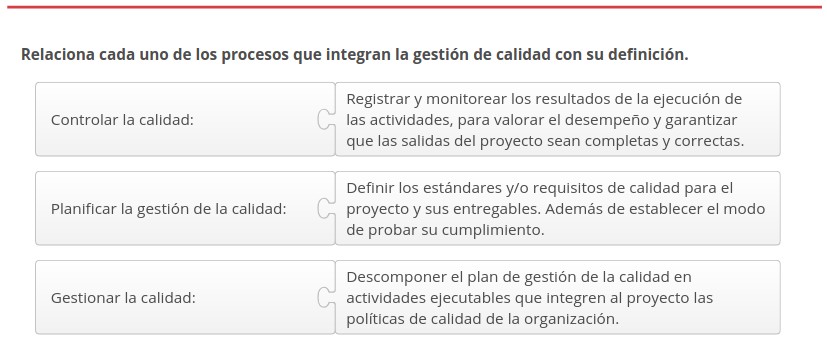 Relaciona cada uno de los procesos que integran la gestión de calidad con su definición.
Controlar la calidad:
Registrar y monitorear los resultados de la ejecución de
las actividades, para valorar el desempeño y garantizar
que las salidas del proyecto sean completas y correctas.
Planificar la gestión de la calidad:
Definir los estándares y/o requisitos de calidad para el
proyecto y sus entregables. Además de establecer el modo
de probar su cumplimiento.
Gestionar la calidad:
Descomponer el plan de gestión de la calidad en
actividades ejecutables que integren al proyecto las
políticas de calidad de la organización.